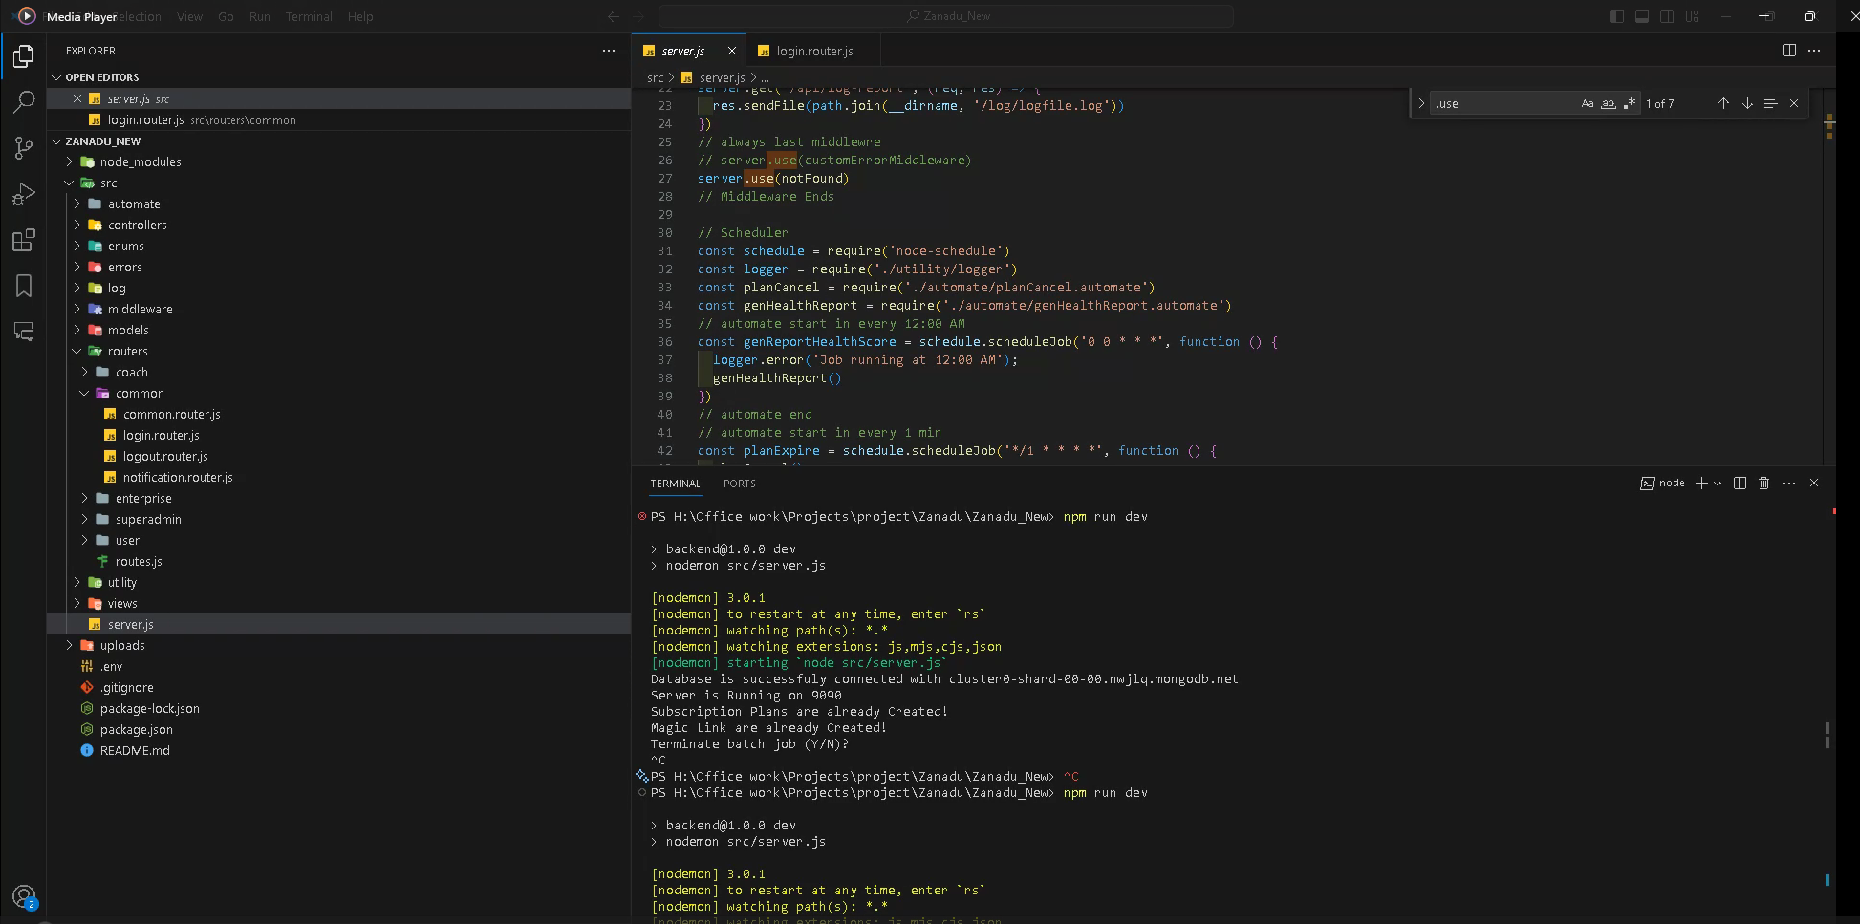 Media Player
Selection View Go Run Terminal Help
Zanadu_New
EXPLORER
OPEN EDITORS
server.js src
login.router.js src\routers\common
ZANADU_NEW
node_modules
src
automate
controllers
enums
errors
log
middleware
models
routers
coach
common
common.router.js
login.router.js
logout.router.js
notification.router.js
enterprise
superadmin
user
routes.js
utility
views
server.js
uploads
.env
.gitignore
package-lock.json
package.json
README.md
2
server.js
login.router.js
src > server.js > ...
.use
Aa ab .* 1 of 7
22 server.get('/api/log-report', (req, res) => {
23 res.sendFile(path.join(__dirname, '/log/logfile.log'))
24 })
25 // always last middlewre
26 // server.use(customErrorMiddleware)
27 server.use(notFound)
28 // Middleware Ends
29
30 // Scheduler
31 const schedule = require('node-schedule')
32 const logger = require('./utility/logger')
33 const planCancel = require('./automate/planCancel.automate')
34 const genHealthReport = require('./automate/genHealthReport.automate')
35 // automate start in every 12:00 AM
36 const genReportHealthScore = schedule.scheduleJob('0 0 * * *', function () {
37 logger.error('Job running at 12:00 AM');
38 genHealthReport()
39 })
40 // automate end
41 // automate start in every 1 min
42 const planExpire = schedule.scheduleJob('*/1 * * * *', function () {
TERMINAL PORTS
node
PS H:\Office work\Projects\project\Zanadu\Zanadu_New> npm run dev
> backend@1.0.0 dev
> nodemon src/server.js
[nodemon] 3.0.1
[nodemon] to restart at any time, enter `rs`
[nodemon] watching path(s): *.*
[nodemon] watching extensions: js,mjs,cjs,json
[nodemon] starting `node src/server.js`
Database is successfuly connected with cluster0-shard-00-00.mwjlq.mongodb.net
Server is Running on 9090
Subscription Plans are already Created!
Magic Link are already Created!
Terminate batch job (Y/N)?
^C
PS H:\Office work\Projects\project\Zanadu\Zanadu_New> ^C
PS H:\Office work\Projects\project\Zanadu\Zanadu_New> npm run dev
> backend@1.0.0 dev
> nodemon src/server.js
[nodemon] 3.0.1
[nodemon] to restart at any time, enter `rs`
[nodemon] watching path(s): *.*
[nodemon] watching extensions: js,mjs,cjs,json